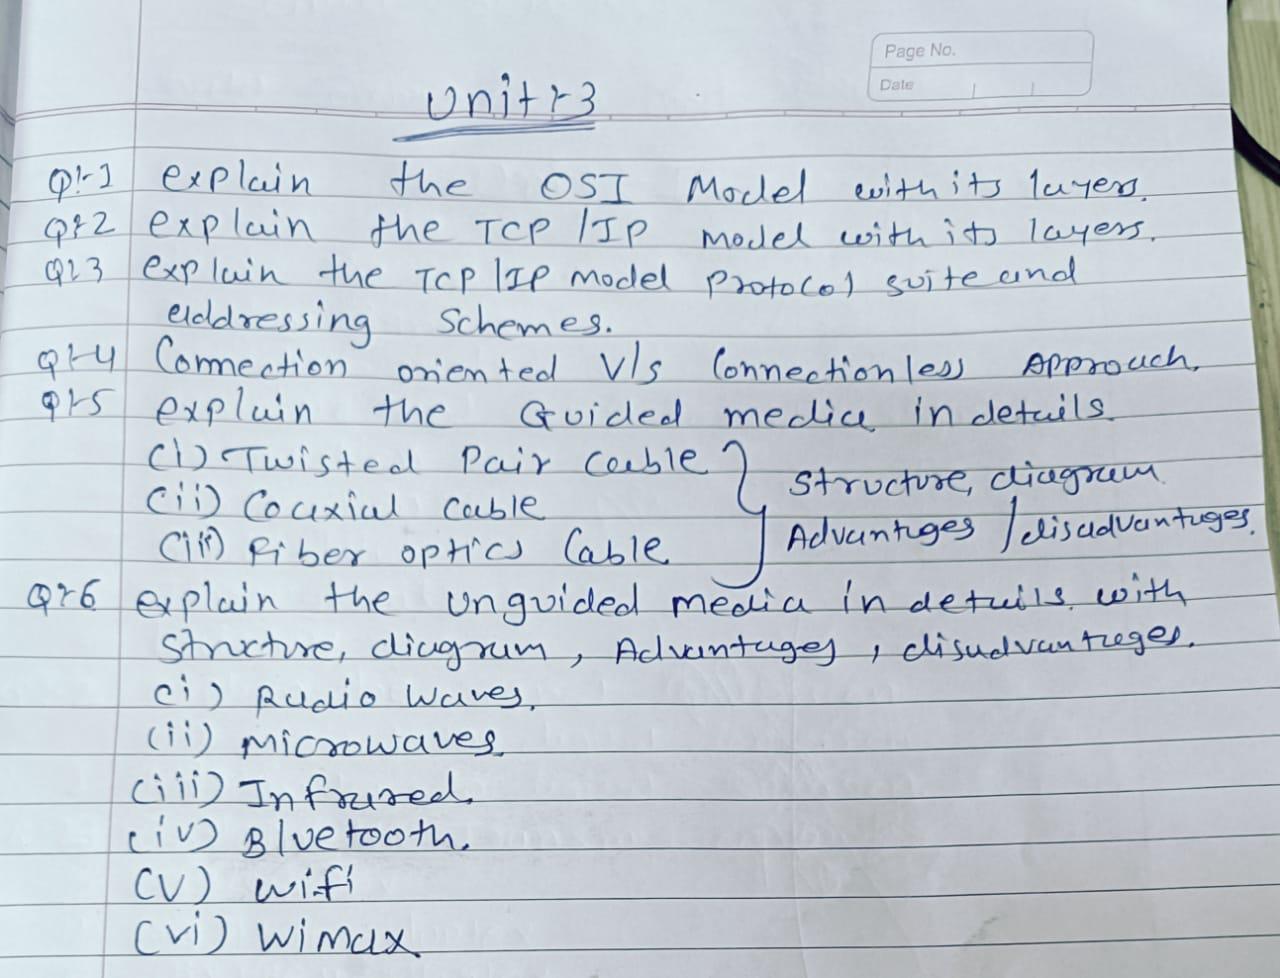 Page No.
Date
Unit:-3
Q:-1 explain the OSI Model with its layers.
Q:-2 explain the TCP/IP model with its layers.
Q:-3 explain the TCP/IP model Protocol suite and
addressing Schemes.
Q:-4 Connection oriented V/s Connectionless Approach.
Q:-5 explain the Guided media in details.
(i) Twisted Pair Cable
(ii) Coaxial Cable
(iii) Fiber optics Cable
Structure, diagram
Advantages / disadvantages.
Q:-6 explain the unguided media in details. with
Structure, diagram, Advantages, disadvantages.
(i) Radio waves.
(ii) Microwaves.
(iii) Infrared.
(iv) Bluetooth.
(v) wifi
(vi) Wimax